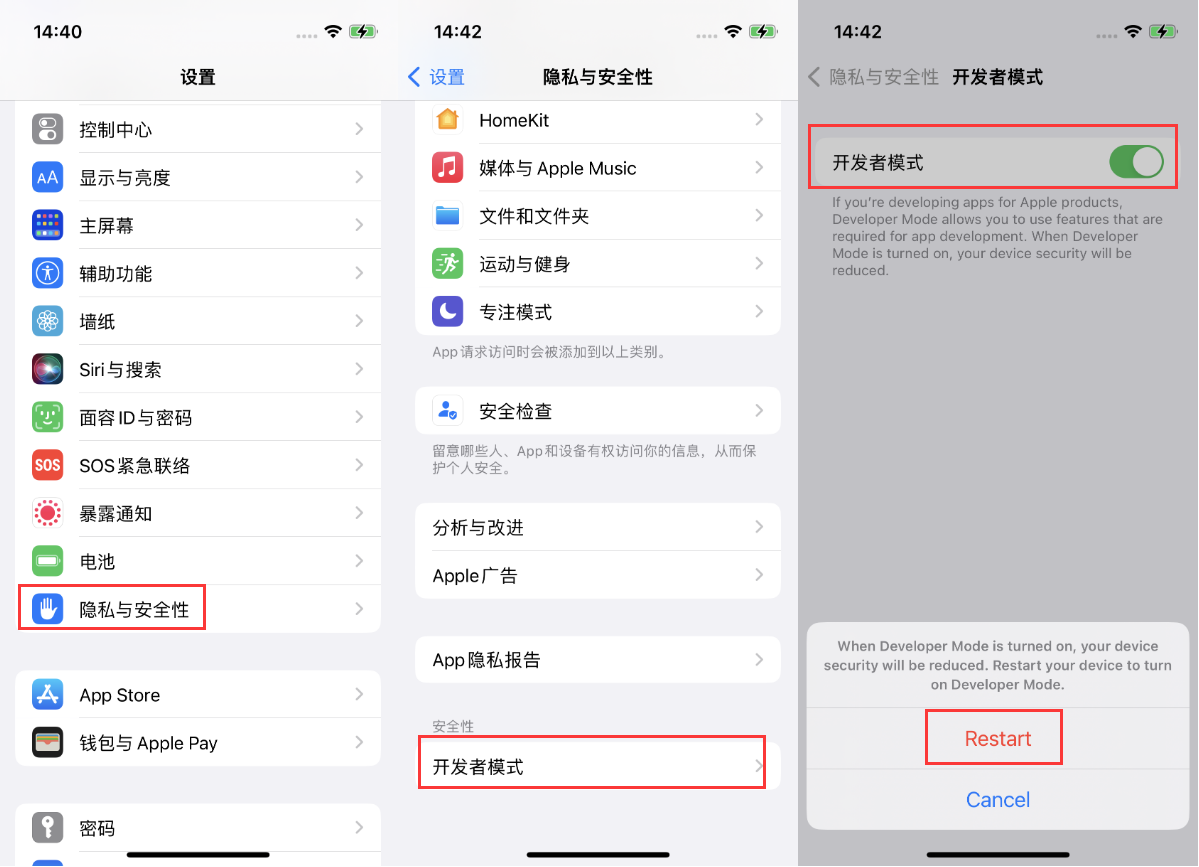 14:40
设置
控制中心
AA
显示与亮度
主屏幕
辅助功能
墙纸
Siri与搜索
面容ID与密码
SOS
SOS紧急联络
暴露通知
电池
隐私与安全性
App Store
钱包与 Apple Pay
密码
14:42
设置
隐私与安全性
HomeKit
媒体与 Apple Music
文件和文件夹
运动与健身
专注模式
App请求访问时会被添加到以上类别。
安全检查
留意哪些人、App和设备有权访问你的信息，从而保
护个人安全。
分析与改进
Apple广告
App隐私报告
安全性
开发者模式
14:42
隐私与安全性
开发者模式
开发者模式
If you're developing apps for Apple products,
Developer Mode allows you to use features that are
required for app development. When Developer
Mode is turned on, your device security will be
reduced.
When Developer Mode is turned on, your device
security will be reduced. Restart your device to turn
on Developer Mode.
Restart
Cancel